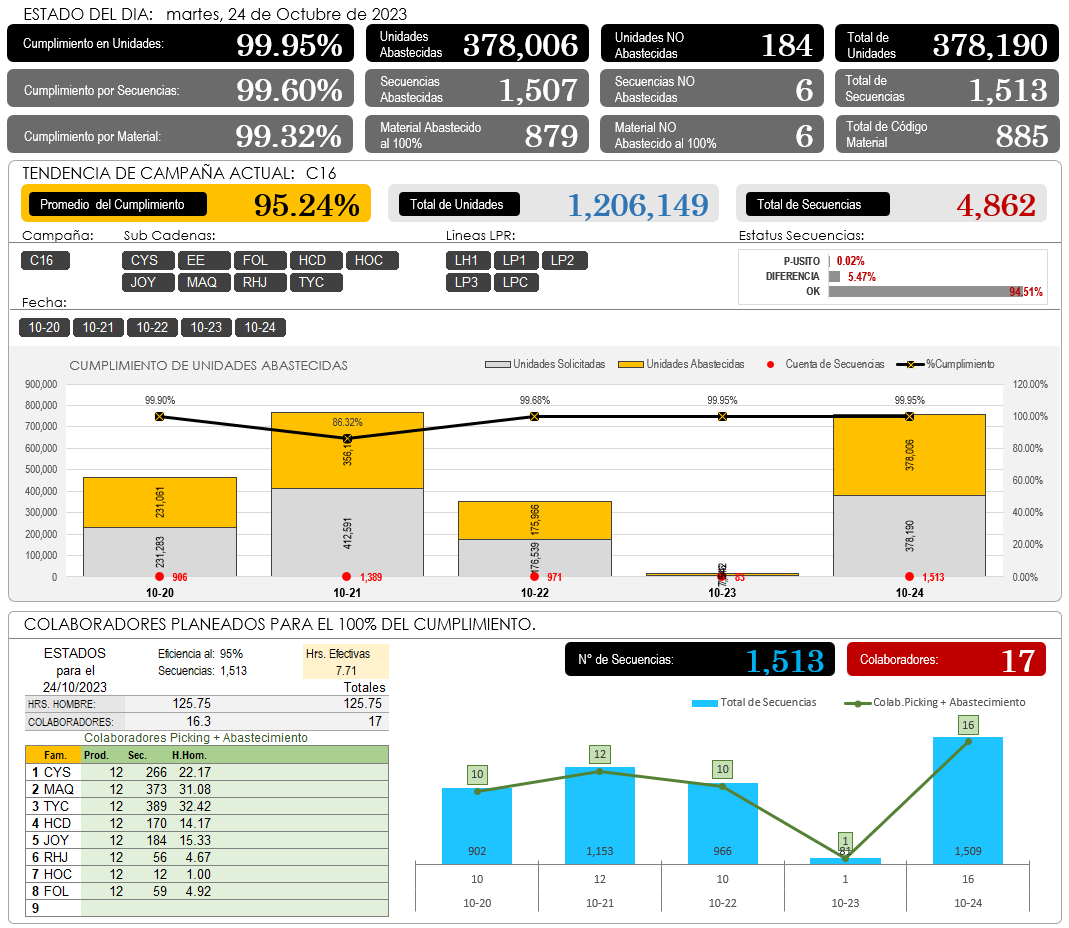 ESTADO DEL DIA: martes, 24 de Octubre de 2023
Cumplimiento en Unidades: 99.95%
Unidades Abastecidas 378,006
Unidades NO Abastecidas 184
Total de Unidades 378,190
Cumplimiento por Secuencias: 99.60%
Secuencias Abastecidas 1,507
Secuencias NO Abastecidas 6
Total de Secuencias 1,513
Cumplimiento por Material: 99.32%
Material Abastecido al 100% 879
Material NO Abastecido al 100% 6
Total de Código Material 885
TENDENCIA DE CAMPAÑA ACTUAL: C16
Promedio del Cumplimiento 95.24%
Total de Unidades 1,206,149
Total de Secuencias 4,862
Campaña:
C16
Sub Cadenas:
CYS EE FOL HCD HOC
JOY MAQ RHJ TYC
Lineas LPR:
LH1 LP1 LP2
LP3 LPC
Estatus Secuencias:
P-USITO 0.02%
DIFERENCIA 5.47%
OK 94.51%
Fecha:
10-20 10-21 10-22 10-23 10-24
CUMPLIMIENTO DE UNIDADES ABASTECIDAS
Unidades Solicitadas Unidades Abastecidas Cuenta de Secuencias %Cumplimiento
900,000 120.00%
800,000 100.00%
700,000 80.00%
600,000 60.00%
500,000 40.00%
400,000 20.00%
300,000 0.00%
200,000
100,000
0
99.90% 86.32% 99.68% 99.95% 99.95%
231,061 356,1 175,966 378,006
231,283 412,591 176,539 378,190
906 1,389 971 83 1,513
10-20 10-21 10-22 10-23 10-24
COLABORADORES PLANEADOS PARA EL 100% DEL CUMPLIMIENTO.
ESTADOS
para el
24/10/2023
Eficiencia al: 95%
Secuencias: 1,513
Hrs. Efectivas
7.71
Totales
HRS. HOMBRE: 125.75 125.75
COLABORADORES: 16.3 17
Colaboradores Picking + Abastecimiento
Fam. Prod. Sec. H.Hom.
1 CYS 12 266 22.17
2 MAQ 12 373 31.08
3 TYC 12 389 32.42
4 HCD 12 170 14.17
5 JOY 12 184 15.33
6 RHJ 12 56 4.67
7 HOC 12 12 1.00
8 FOL 12 59 4.92
9
N° de Secuencias: 1,513
Colaboradores: 17
Total de Secuencias Colab.Picking + Abastecimiento
10 12 10 1 16
902 1,153 966 81 1,509
10 12 10 1 16
10-20 10-21 10-22 10-23 10-24